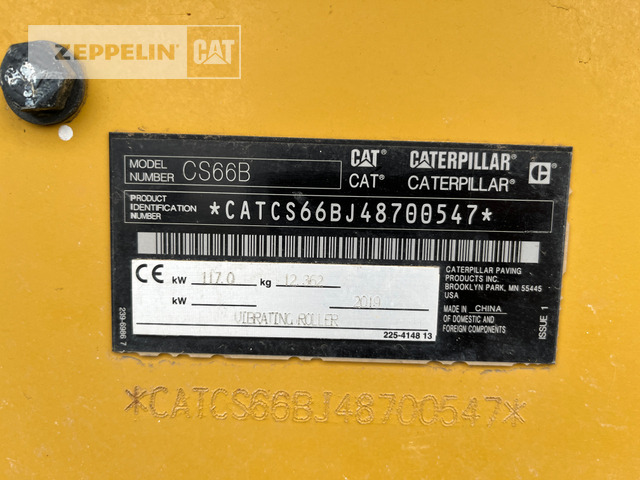 ZEPPELIN CAT
MODEL NUMBER CS66B
CAT CATERPILLAR C
CAT® CATERPILLAR®
PRODUCT IDENTIFICATION NUMBER *CATCS66BJ48700547*
CE kW 117.0 kg 12.362
kW 2019
VIBRATING ROLLER
225-4148 13
CATERPILLAR PAVING
PRODUCTS INC.
BROOKLYN PARK, MN 55445
USA
MADE IN CHINA
OF DOMESTIC AND
FOREIGN COMPONENTS
ISSUE 1
239-6986 7
*CATCS66BJ48700547*